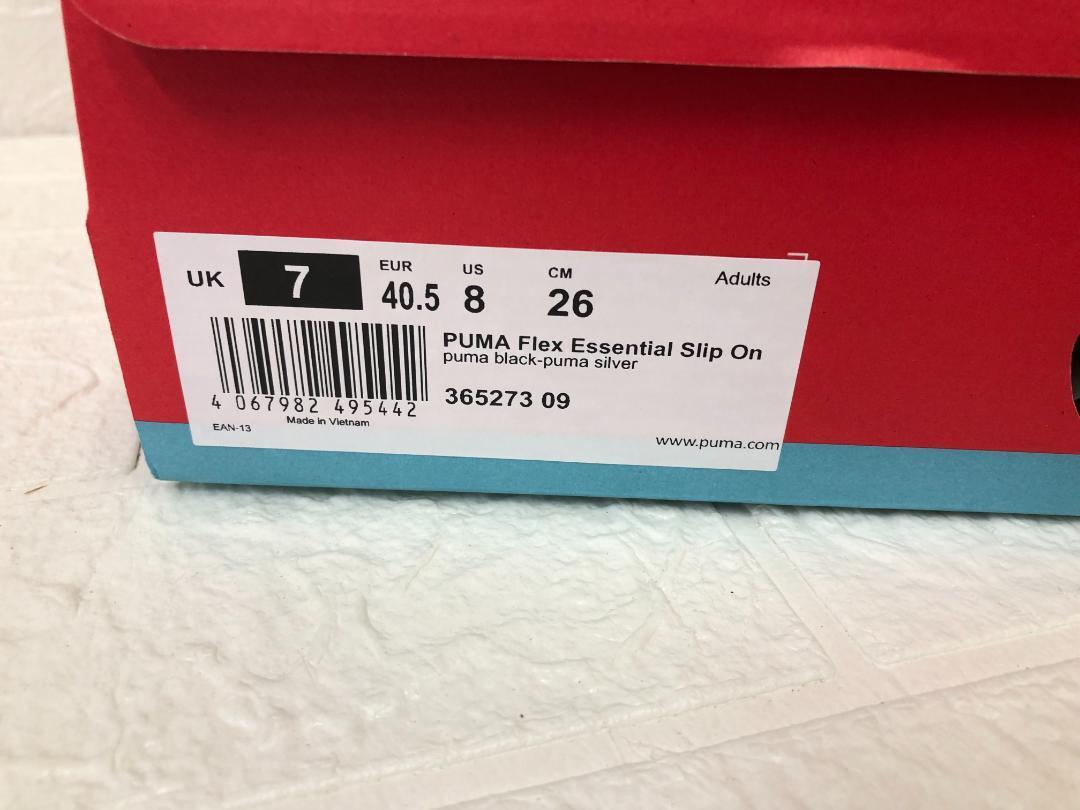 UK 7 EUR 40.5 US 8 CM 26 Adults
PUMA Flex Essential Slip On
puma black-puma silver
365273 09
4 067982 495442
EAN-13 Made in Vietnam
www.puma.com